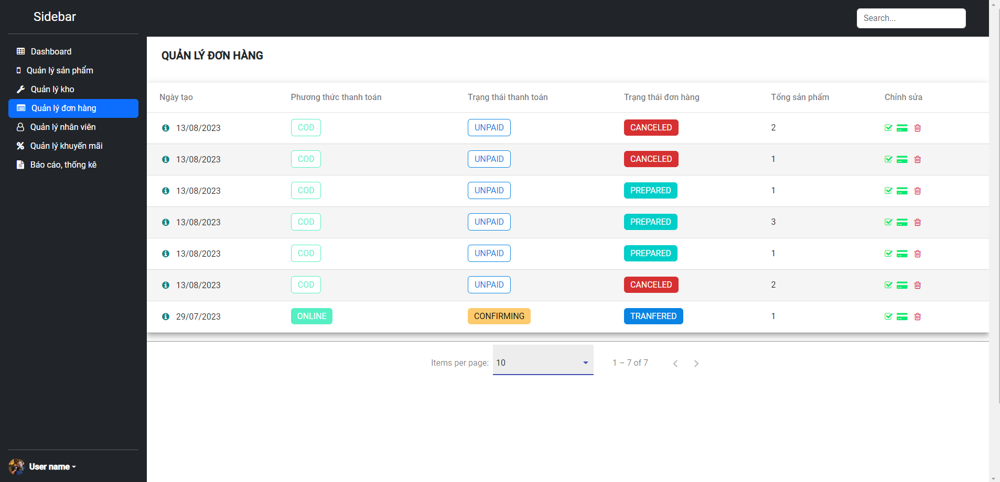 Sidebar
Search...
Dashboard
Quản lý sản phẩm
Quản lý kho
Quản lý đơn hàng
Quản lý nhân viên
Quản lý khuyến mãi
Báo cáo, thống kê
User name
QUẢN LÝ ĐƠN HÀNG
Ngày tạo Phương thức thanh toán Trạng thái thanh toán Trạng thái đơn hàng Tổng sản phẩm Chỉnh sửa
13/08/2023 COD UNPAID CANCELED 2
13/08/2023 COD UNPAID CANCELED 1
13/08/2023 COD UNPAID PREPARED 1
13/08/2023 COD UNPAID PREPARED 3
13/08/2023 COD UNPAID PREPARED 1
13/08/2023 COD UNPAID CANCELED 2
29/07/2023 ONLINE CONFIRMING TRANFERED 1
Items per page: 10 1 – 7 of 7